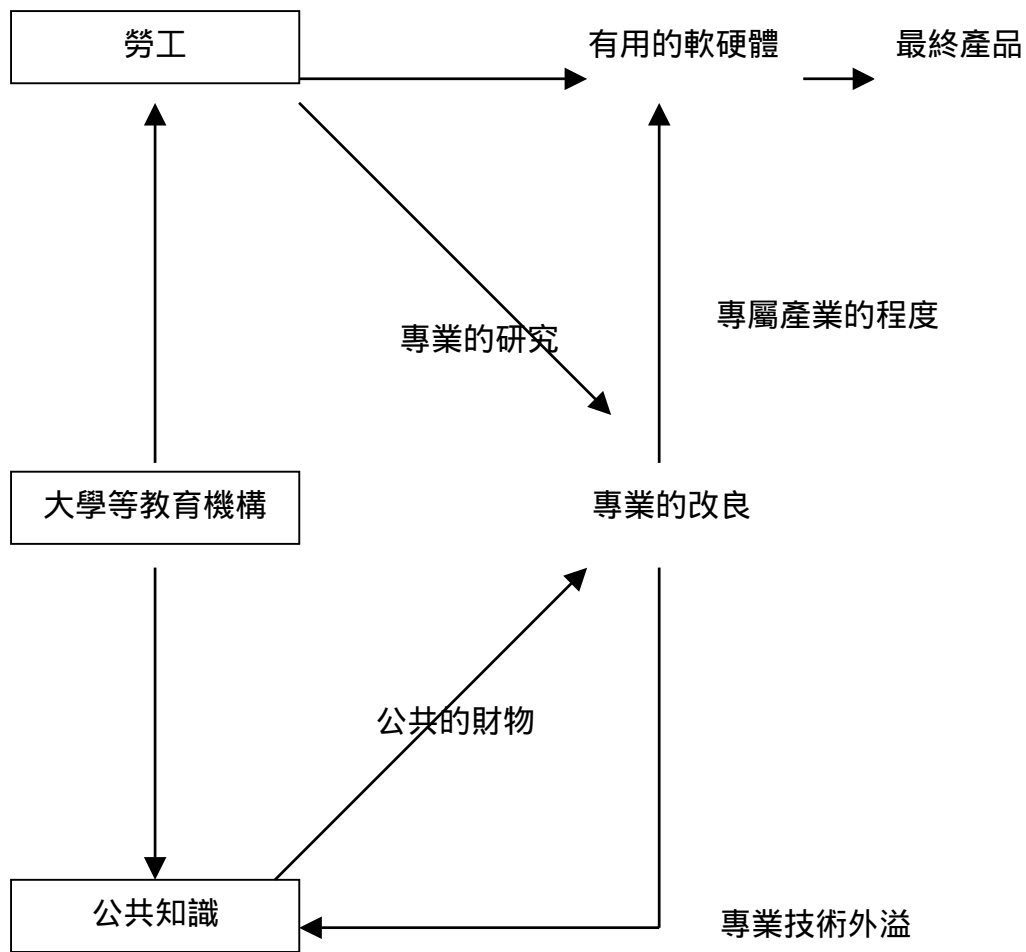 勞工
有用的軟硬體
最終產品
專業的研究
專屬產業的程度
大學等教育機構
專業的改良
公共的財物
公共知識
專業技術外溢